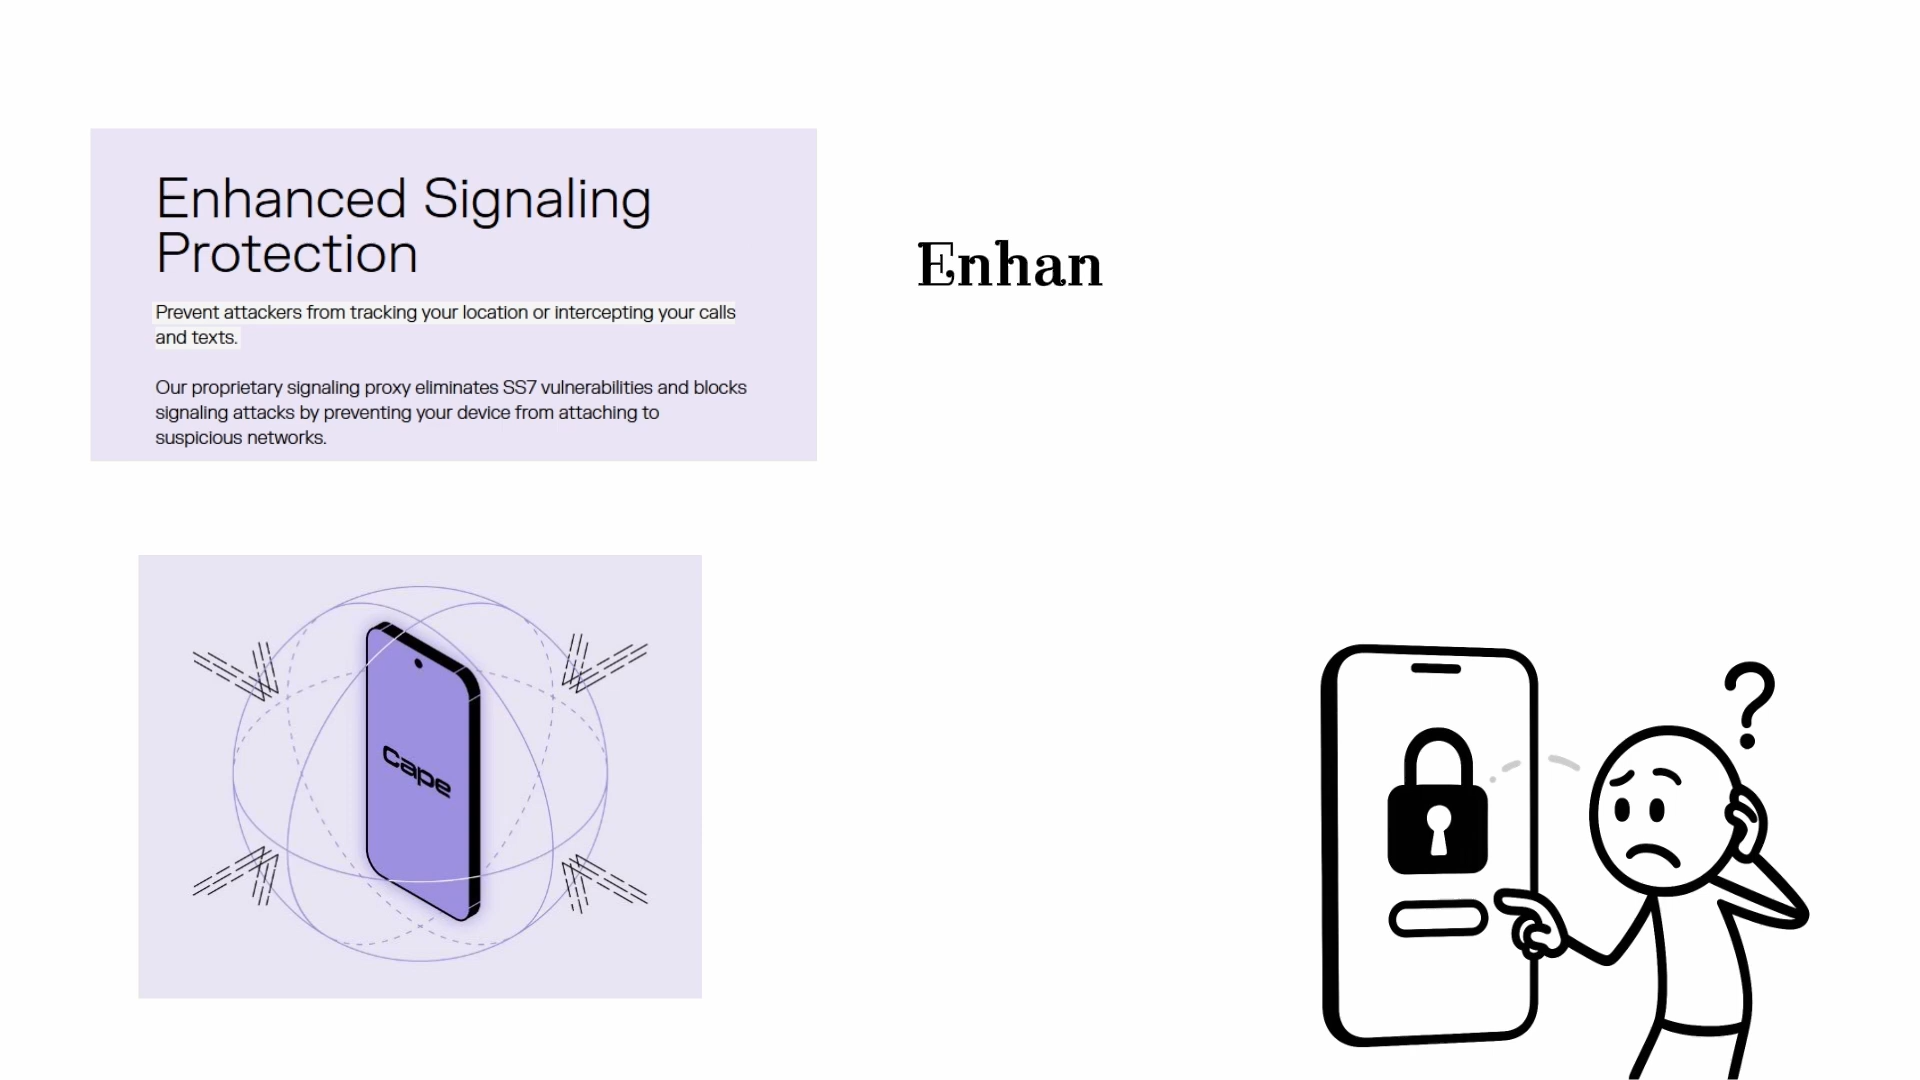 Enhanced Signaling
Protection
Prevent attackers from tracking your location or intercepting your calls
and texts.
Our proprietary signaling proxy eliminates SS7 vulnerabilities and blocks
signaling attacks by preventing your device from attaching to
suspicious networks.
Enhan
cape
?